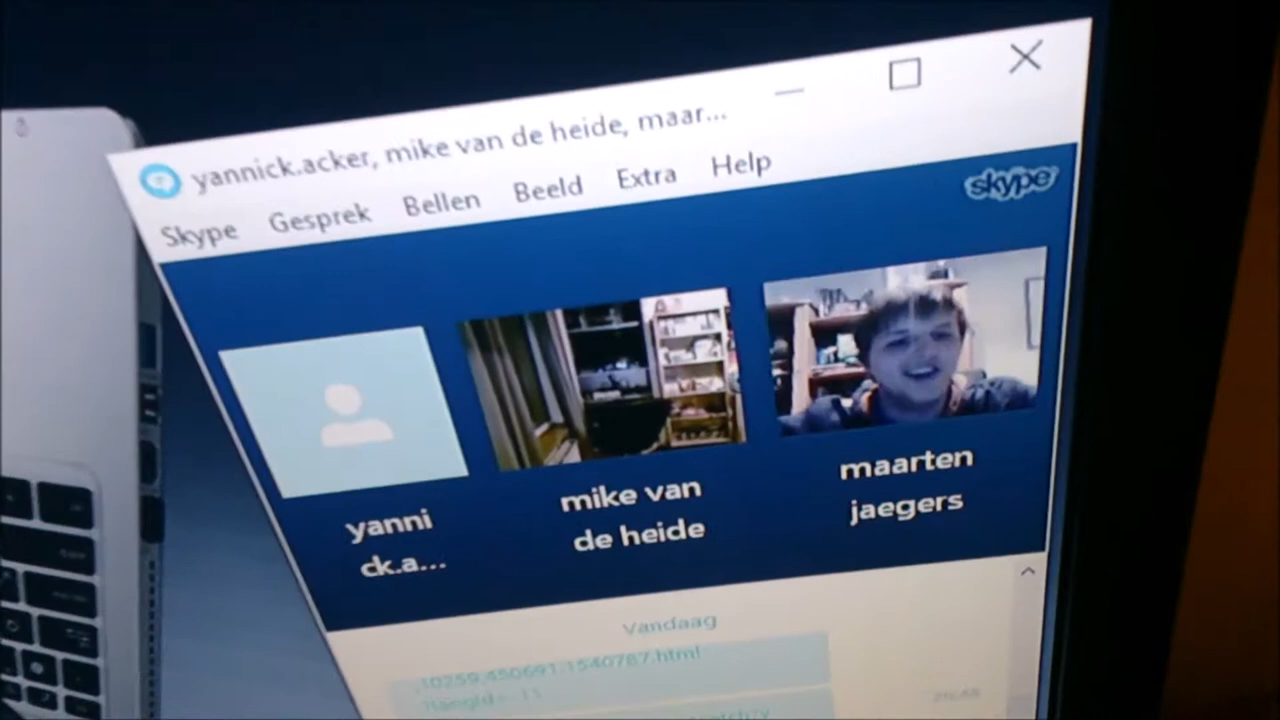 yannick.acker, mike van de heide, maar...
Skype Gesprek Bellen Beeld Extra Help
skype
yanni
ck.a...
mike van
de heide
maarten
jaegers
Vandaag
.10259.450691.1540787.html